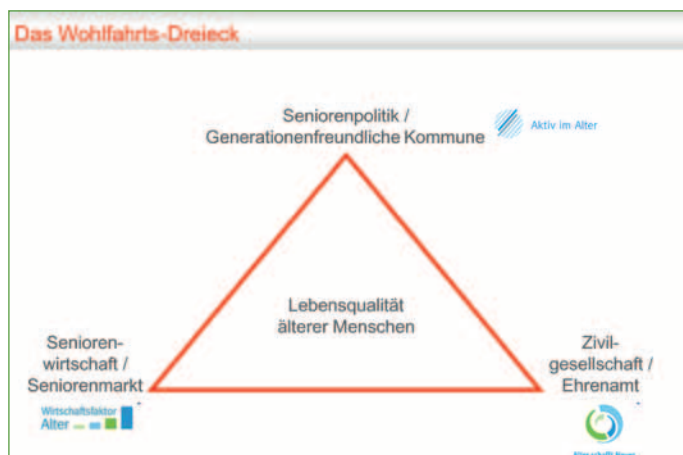 Das Wohlfahrts-Dreieck
Seniorenpolitik /
Generationenfreundliche Kommune
Aktiv im Alter
Lebensqualität
älterer Menschen
Senioren-
wirtschaft /
Seniorenmarkt
Wirtschaftsfaktor
Alter
Zivil-
gesellschaft /
Ehrenamt